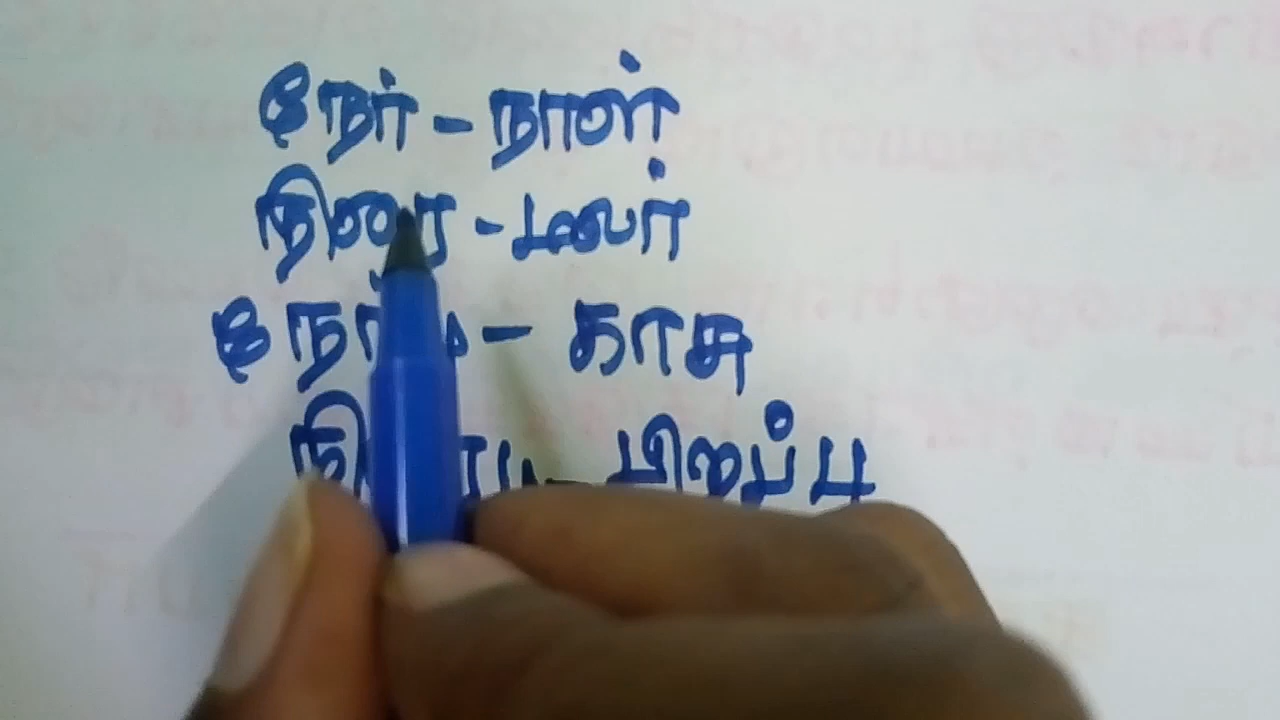 நேர் - நாள்
நிரை - மலர்
- காசு
- பிறப்பு